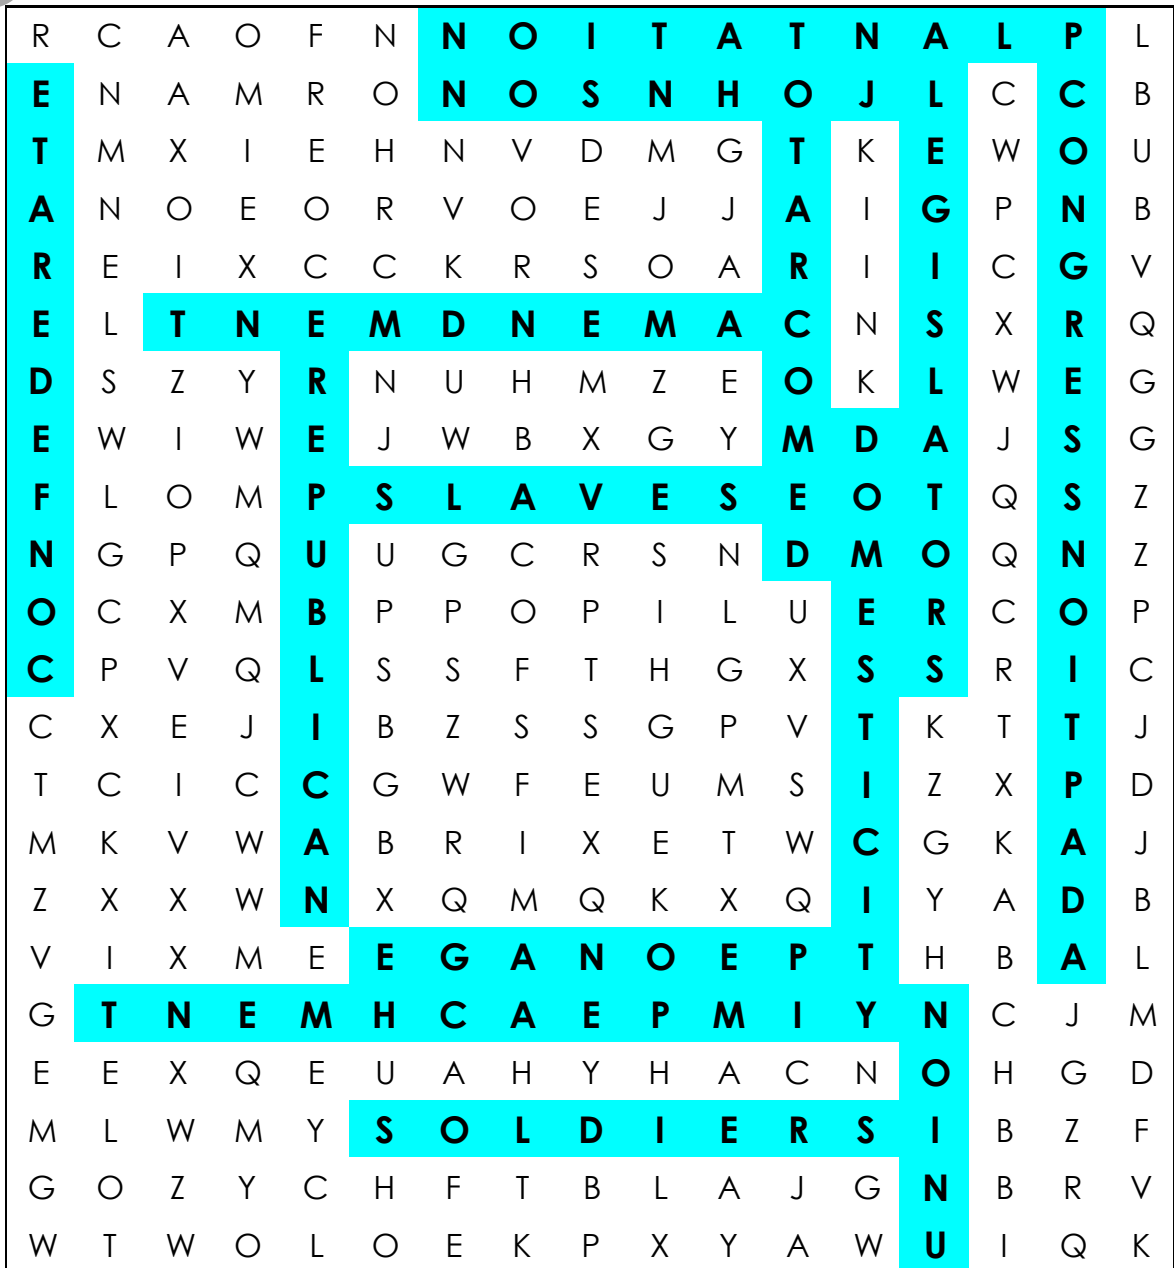 R C A O F N N O I T A T N A L P L
E N A M R O N O S N H O J L C C B
T M X I E H N V D M G T K E W O U
A N O E O R V O E J J A I G P N B
R E I X C C K R S O A R I I C G V
E L T N E M D N E M A C N S X R Q
D S Z Y R N U H M Z E O K L W E G
E W I W E J W B X G Y M D A J S G
F L O M P S L A V E S E O T Q S Z
N G P Q U U G C R S N D M O Q N Z
O C X M B P P O P I L U E R C O P
C P V Q L S S F T H G X S S R I C
C X E J I B Z S S G P V T K T T J
T C I C C G W F E U M S I Z X P D
M K V W A B R I X E T W C G K A J
Z X X W N X Q M Q K X Q I Y A D B
V I X M E E G A N O E P T H B A L
G T N E M H C A E P M I Y N C J M
E E X Q E U A H Y H A C N O H G D
M L W M Y S O L D I E R S I B Z F
G O Z Y C H F T B L A J G N B R V
W T W O L O E K P X Y A W U I Q K